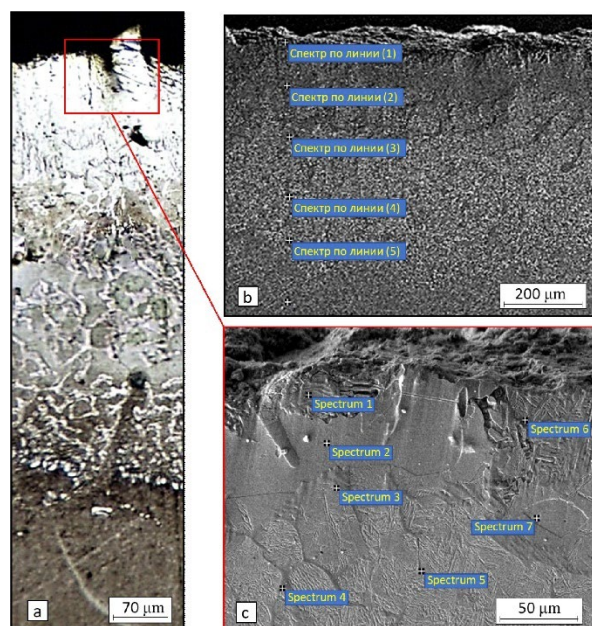 a
70 μm
Спектр по линии (1)
Спектр по линии (2)
Спектр по линии (3)
Спектр по линии (4)
Спектр по линии (5)
b
200 μm
Spectrum 1
Spectrum 6
Spectrum 2
Spectrum 3
Spectrum 7
Spectrum 5
Spectrum 4
c
50 μm